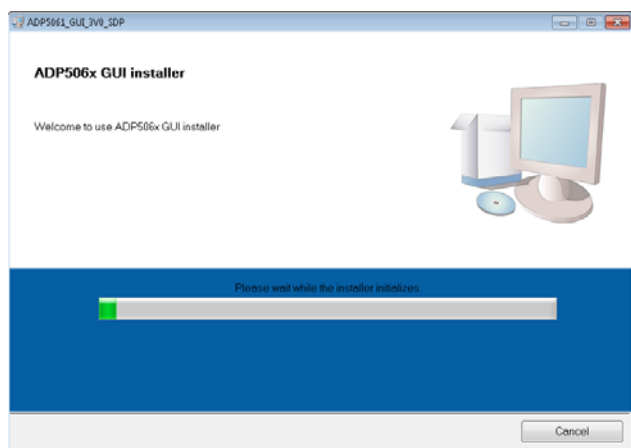 ADP5061_GUI_3V0_SDP
ADP506x GUI installer
Welcome to use ADP506x GUI installer
Please wait while the installer initializes.
Cancel